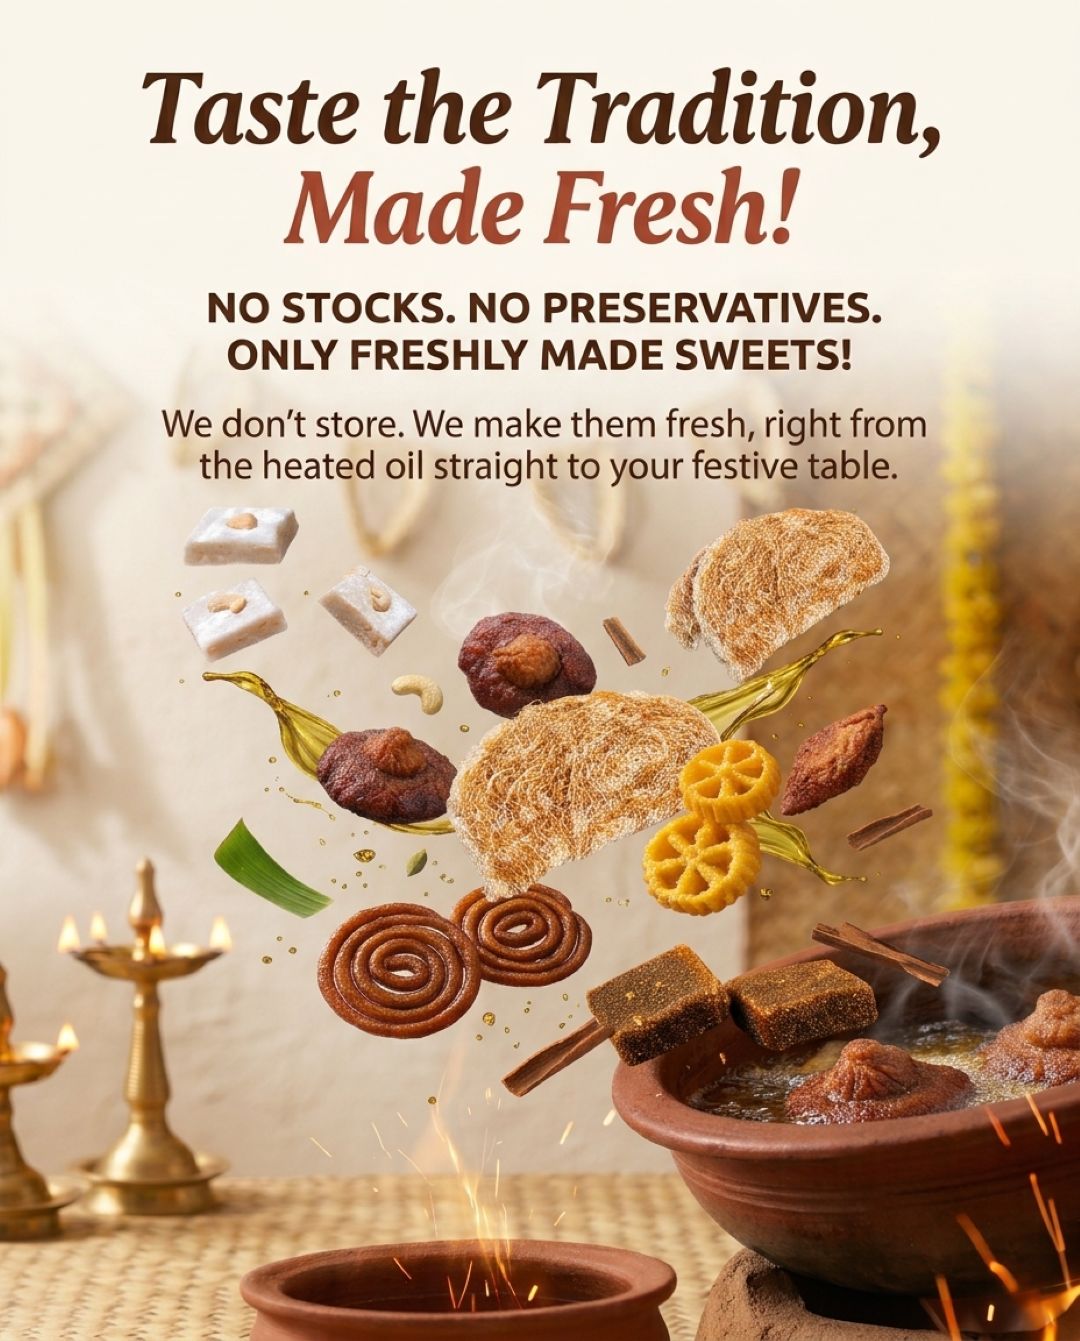 Taste the Tradition,
Made Fresh!
NO STOCKS. NO PRESERVATIVES.
ONLY FRESHLY MADE SWEETS!
We don’t store. We make them fresh, right from
the heated oil straight to your festive table.